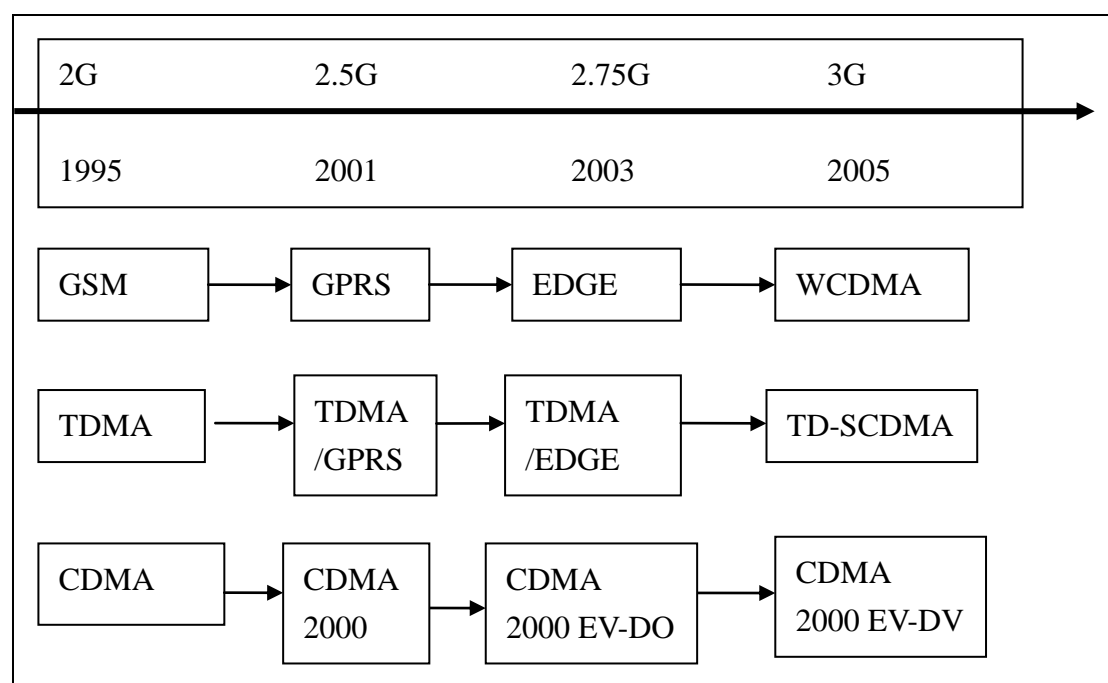 2G 2.5G 2.75G 3G
1995 2001 2003 2005
GSM GPRS EDGE WCDMA
TDMA TDMA TDMA TD-SCDMA
/GPRS /EDGE
CDMA CDMA CDMA CDMA
2000 2000 EV-DO 2000 EV-DV